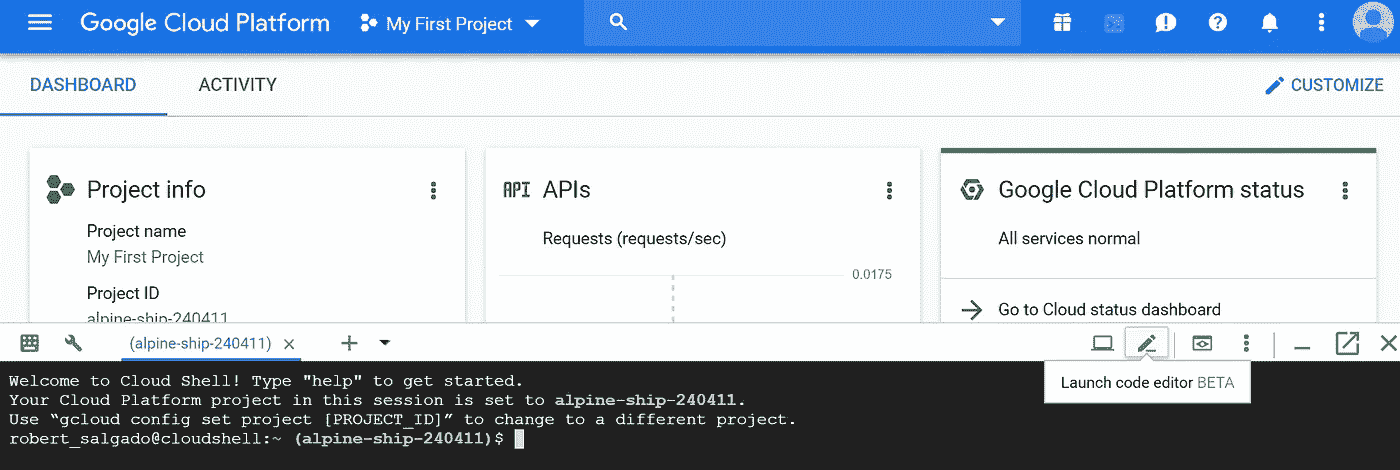 Google Cloud Platform
My First Project
DASHBOARD
ACTIVITY
CUSTOMIZE
Project info
Project name
My First Project
Project ID
alpine-ship-240411
API APIs
Requests (requests/sec)
0.0175
Google Cloud Platform status
All services normal
Go to Cloud status dashboard
(alpine-ship-240411)
Launch code editor BETA
Welcome to Cloud Shell! Type "help" to get started.
Your Cloud Platform project in this session is set to alpine-ship-240411.
Use “gcloud config set project [PROJECT_ID]” to change to a different project.
robert_salgado@cloudshell:~ (alpine-ship-240411)$